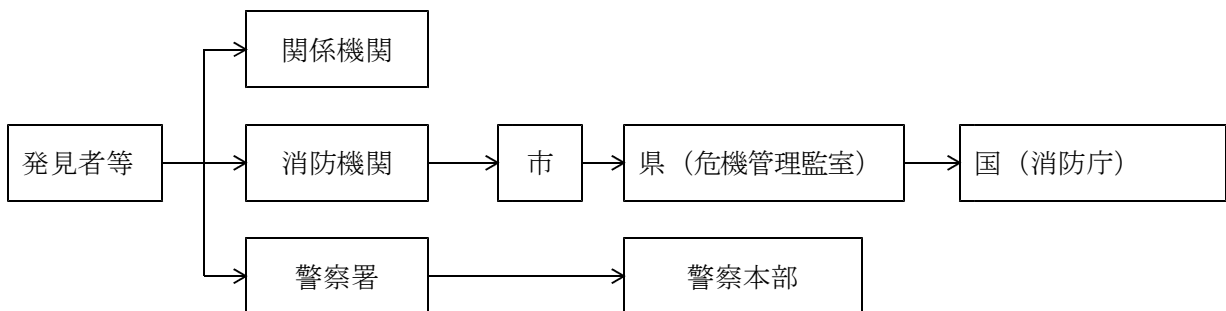 関係機関
発見者等
消防機関
市
県（危機管理監室）
国（消防庁）
警察署
警察本部